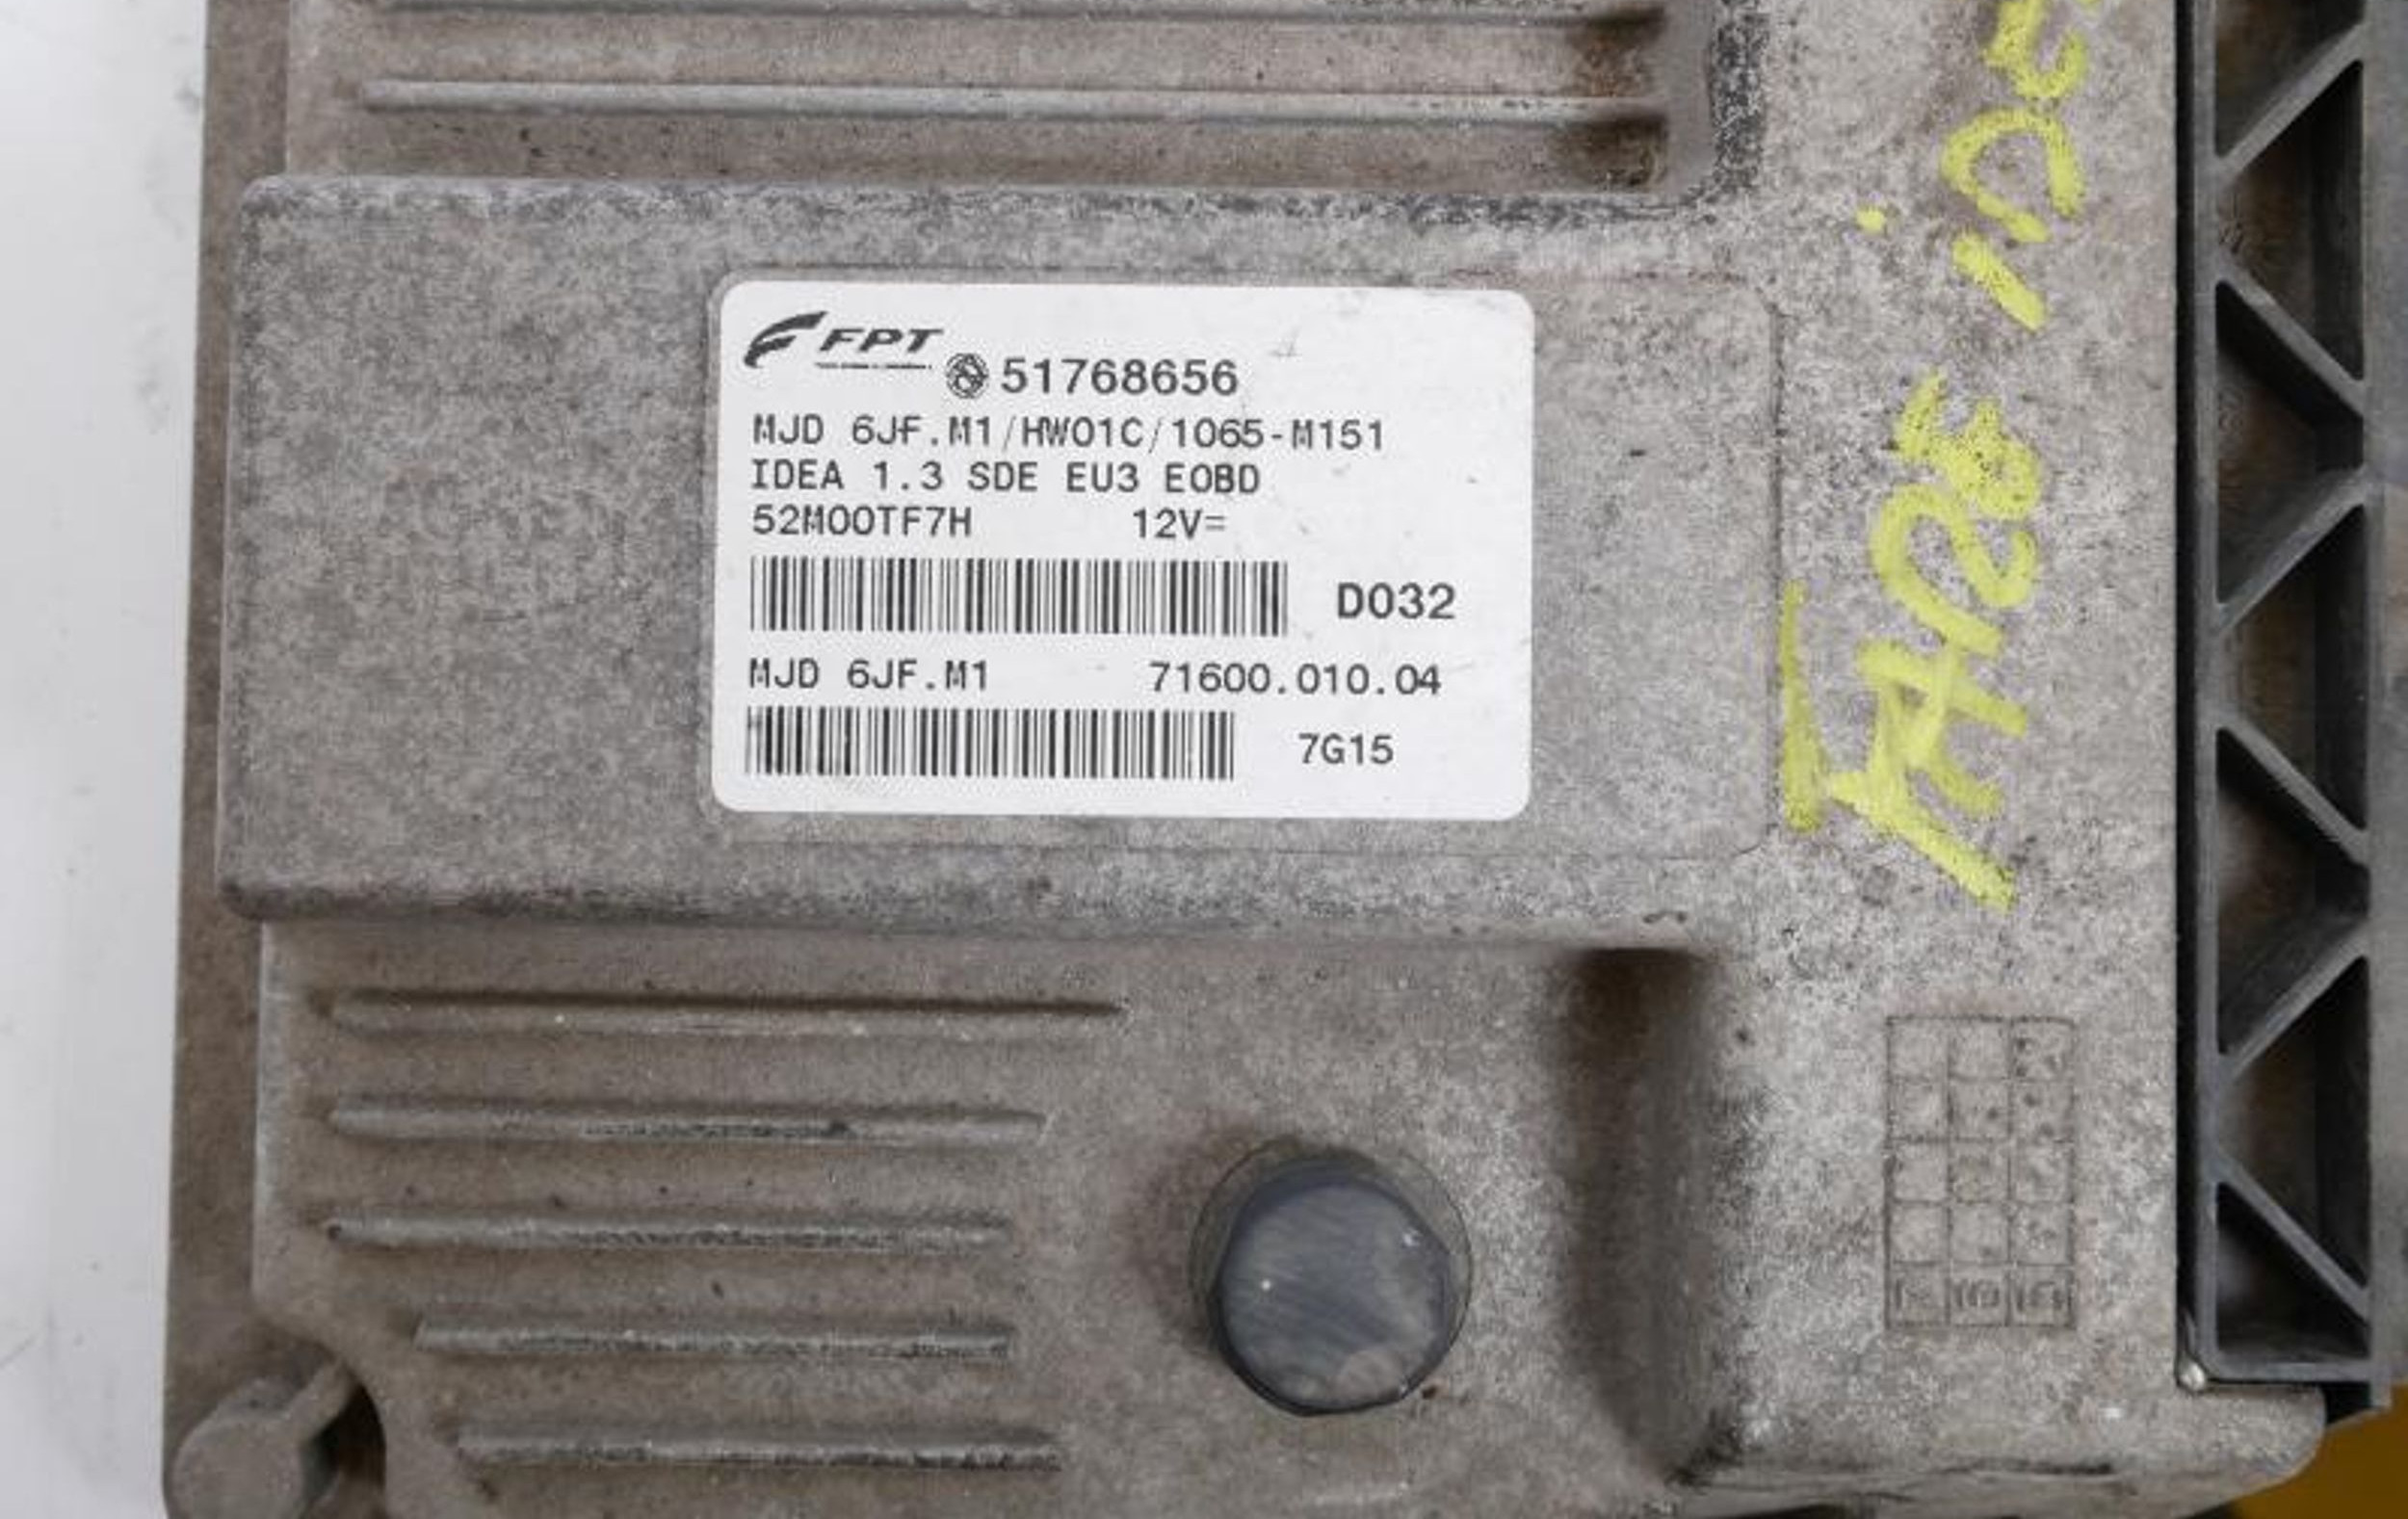 FPT
51768656
MJD 6JF.M1/HW01C/1065-M151
IDEA 1.3 SDE EU3 EOBD
52M00TF7H 12V=
D032
MJD 6JF.M1 71600.010.04
7G15